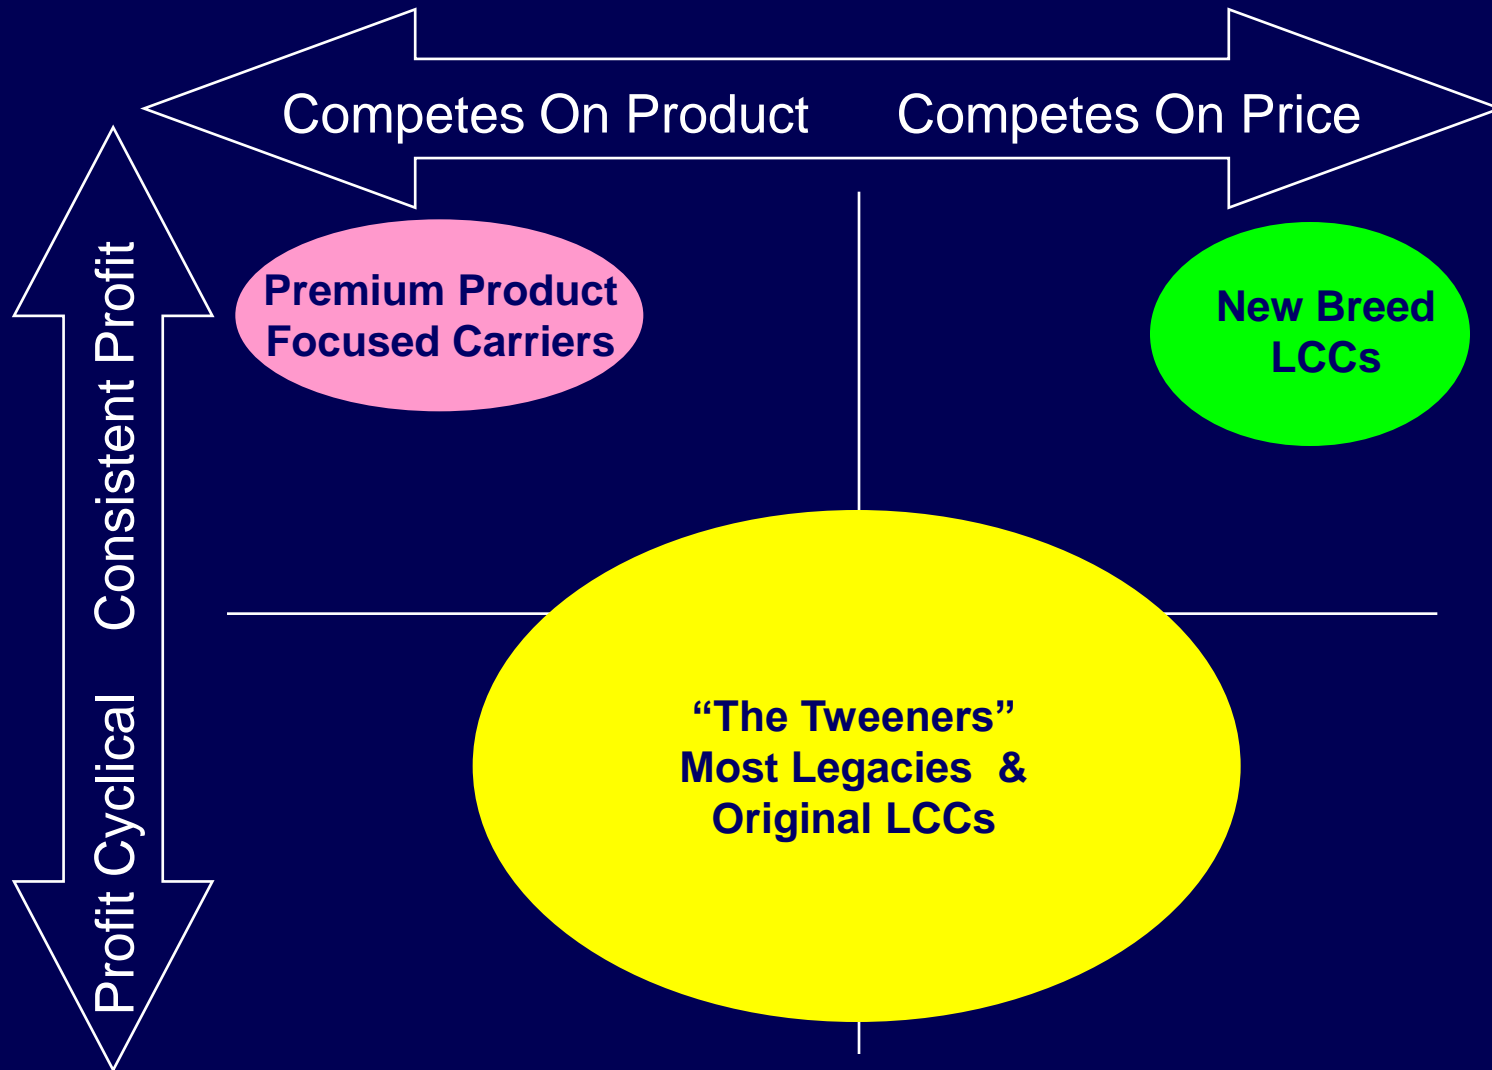 Competes On Product
Competes On Price
Consistent Profit
Profit Cyclical
Premium Product
Focused Carriers
New Breed
LCCs
“The Tweeners”
Most Legacies &
Original LCCs